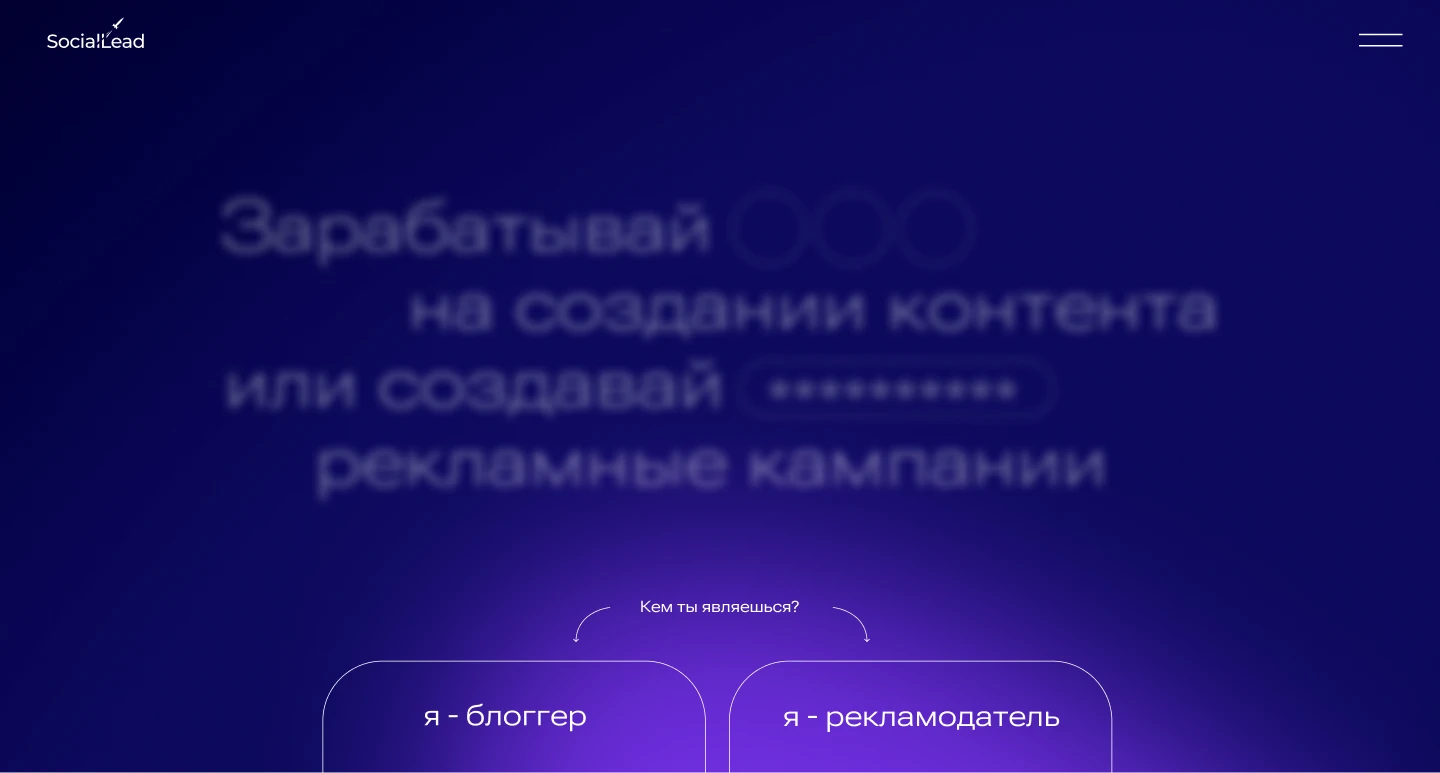 SocialLead
Зарабатывай
на создании контента
или создавай
рекламные кампании
Кем ты являешься?
я - блоггер
я - рекламодатель